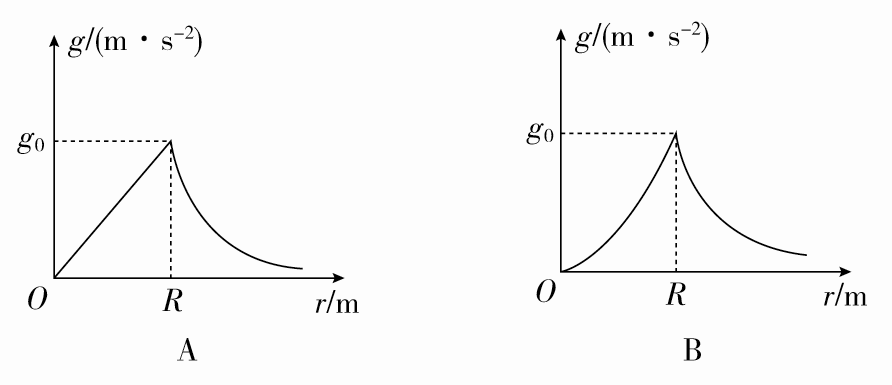 g/(m · s⁻²)
g₀
O
R
r/m
A
g/(m · s⁻²)
g₀
O
R
r/m
B